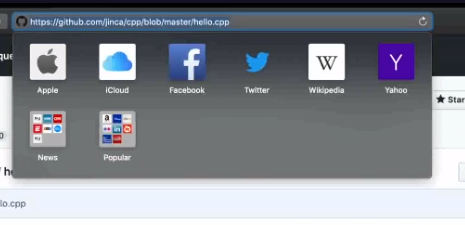 https://github.com/jinca/cpp/blob/master/hello.cpp
que
Apple
iCloud
Facebook
Twitter
W
Wikipedia
Y
Yahoo
Star
News
Popular
lo.cpp